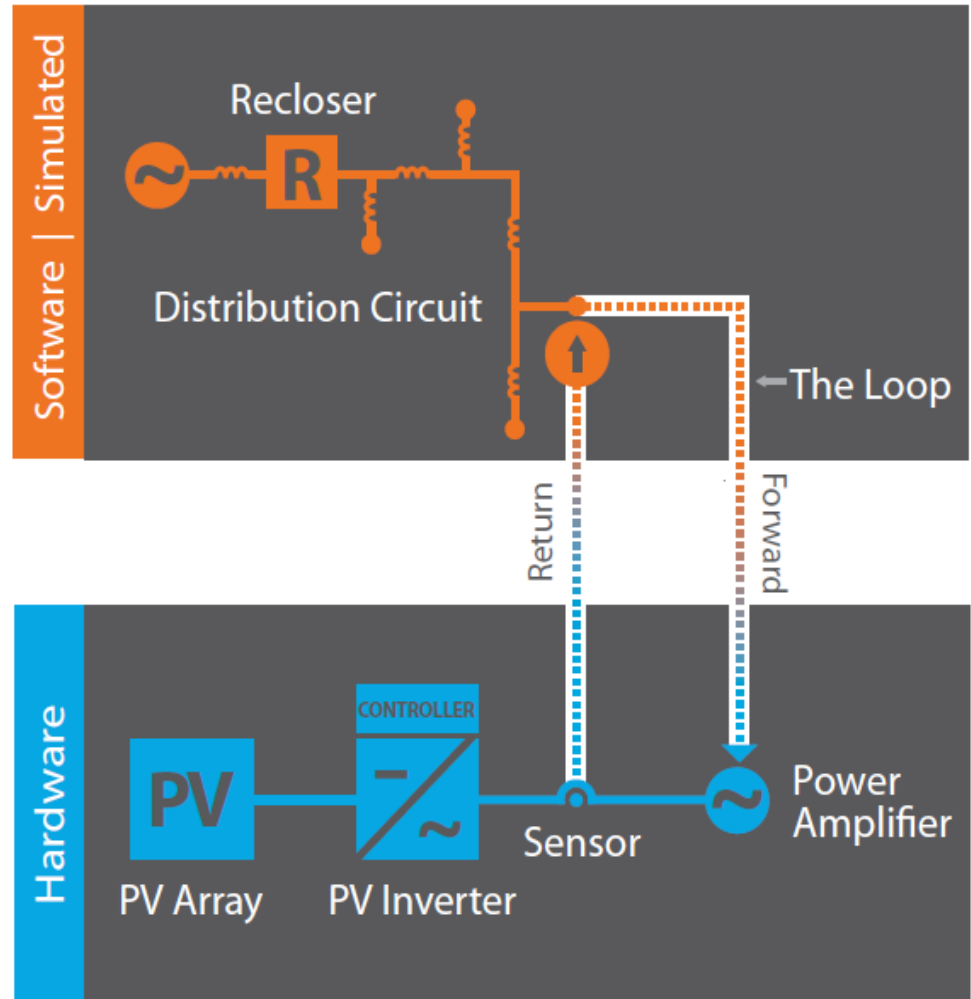 Software | Simulated
Recloser
R
Distribution Circuit
The Loop
Return
Forward
Hardware
CONTROLLER
PV
Power
Amplifier
Sensor
PV Array
PV Inverter